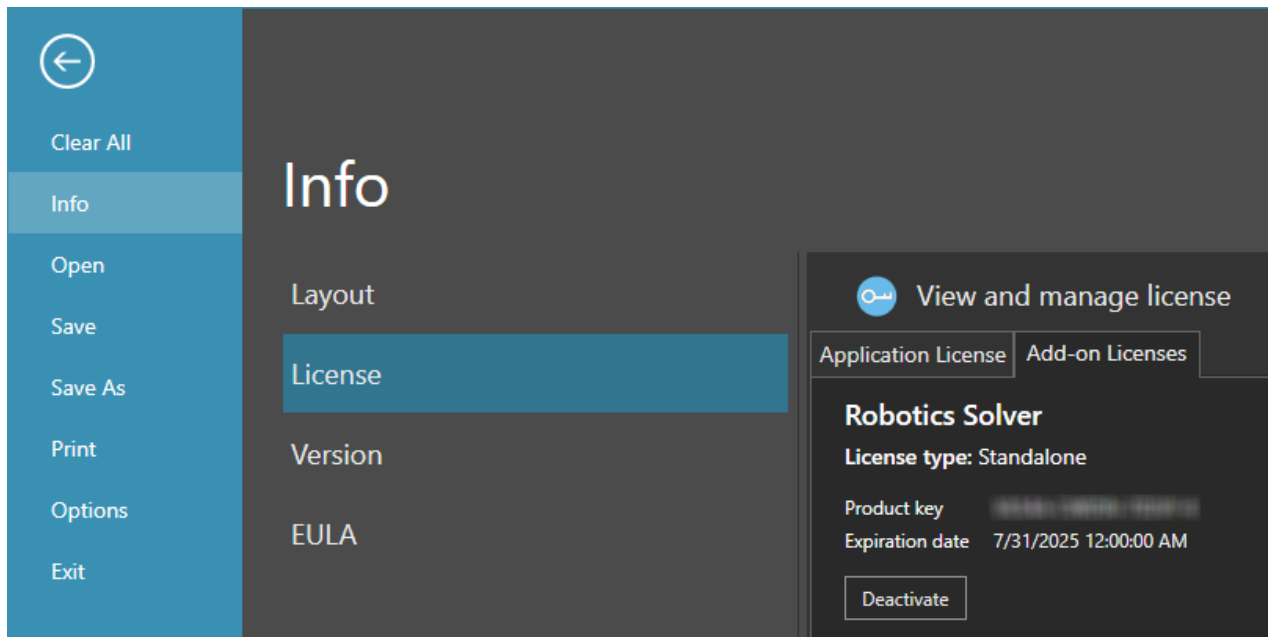 Clear All
Info
Open
Save
Save As
Print
Options
Exit
Info
Layout
License
Version
EULA
View and manage license
Application License
Add-on Licenses
Robotics Solver
License type: Standalone
Product key
Expiration date 7/31/2025 12:00:00 AM
Deactivate